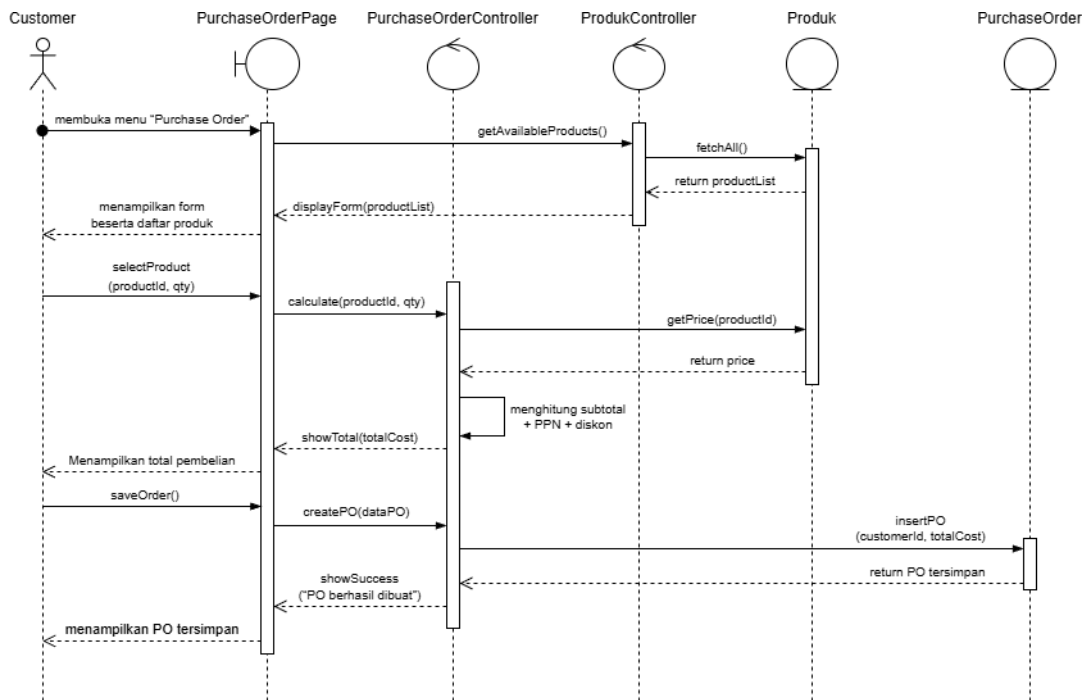 Customer
PurchaseOrderPage
PurchaseOrderController
ProdukController
Produk
PurchaseOrder
membuka menu "Purchase Order"
getAvailableProducts()
fetchAll()
return productList
displayForm(productList)
menampilkan form
beserta daftar produk
selectProduct
(productId, qty)
calculate(productId, qty)
getPrice(productId)
return price
menghitung subtotal
+ PPN + diskon
showTotal(totalCost)
Menampilkan total pembelian
saveOrder()
createPO(dataPO)
insertPO
(customerId, totalCost)
return PO tersimpan
showSuccess
("PO berhasil dibuat")
menampilkan PO tersimpan